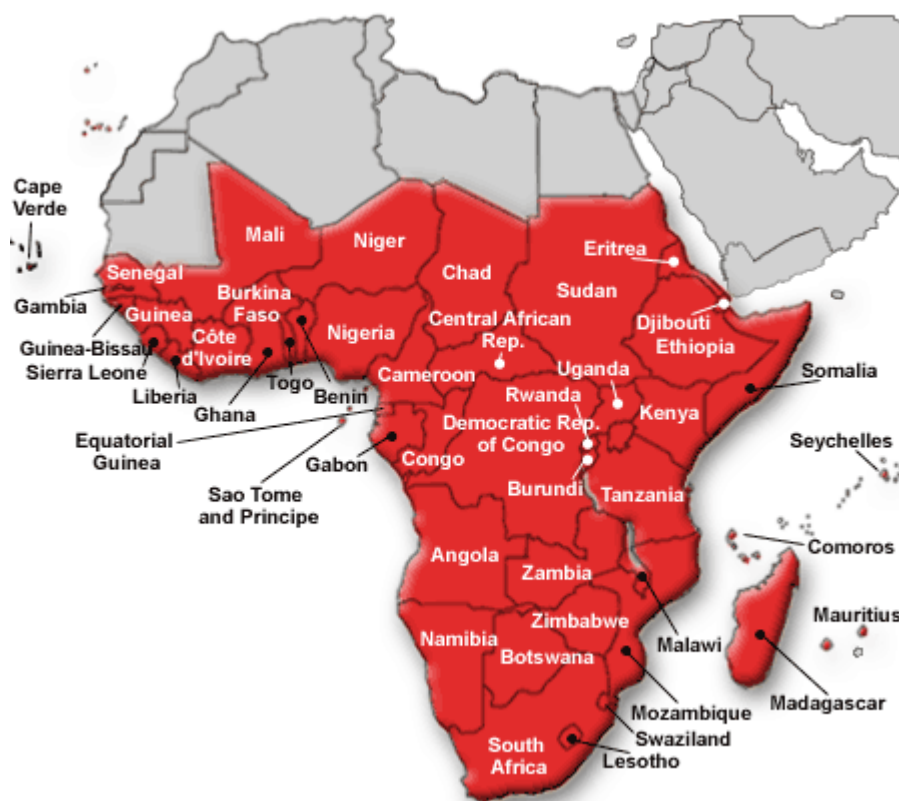 Cape
Verde
Mali
Niger
Chad
Sudan
Eritrea
Senegal
Gambia
Guinea
Burkina
Faso
Nigeria
Central African
Rep.
Djibouti
Ethiopia
Guinea-Bissau
Côte
d'Ivoire
Sierra Leone
Liberia
Ghana
Togo
Benin
Cameroon
Uganda
Rwanda
Kenya
Somalia
Equatorial
Guinea
Gabon
Congo
Democratic Rep.
of Congo
Seychelles
Sao Tome
and Principe
Burundi
Tanzania
Comoros
Angola
Zambia
Malawi
Mauritius
Namibia
Zimbabwe
Botswana
Mozambique
Madagascar
Swaziland
South
Africa
Lesotho